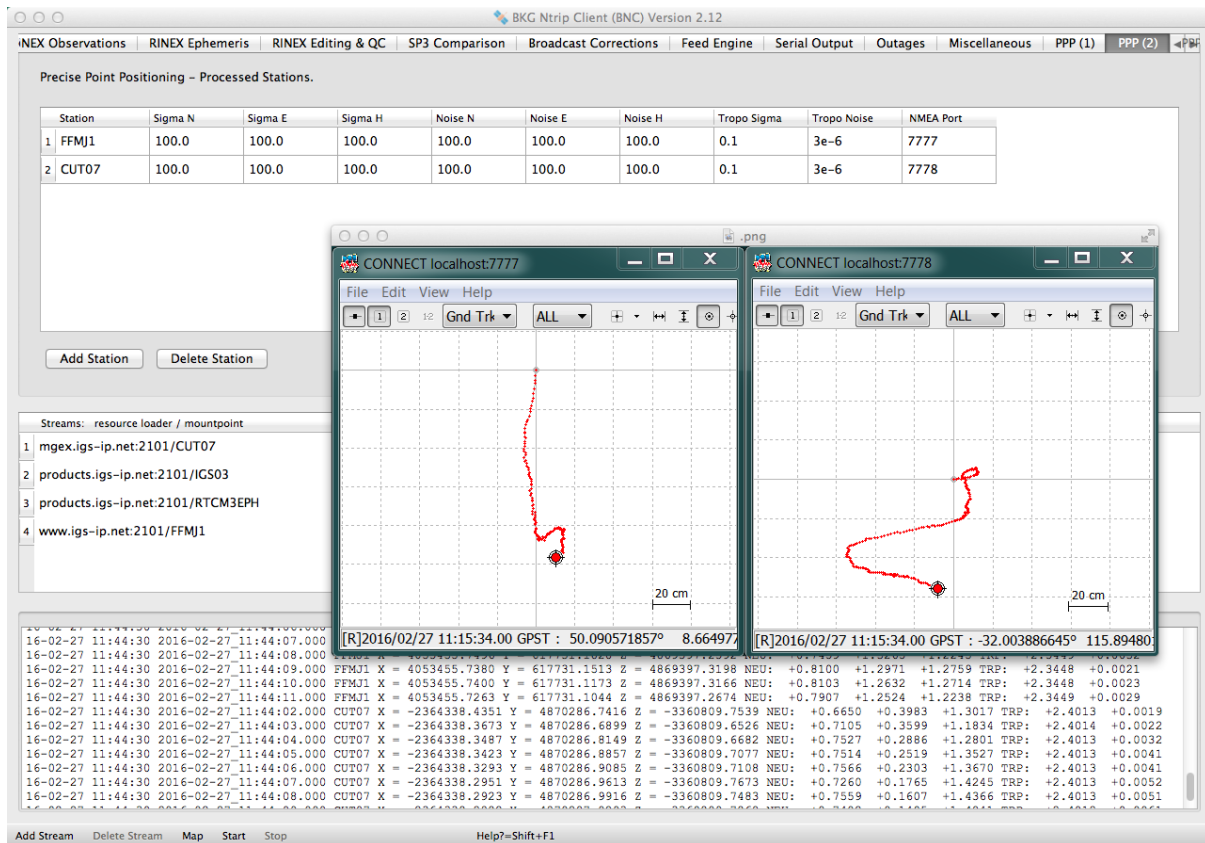 BKG Ntrip Client (BNC) Version 2.12
NEX Observations RINEX Ephemeris RINEX Editing & QC SP3 Comparison Broadcast Corrections Feed Engine Serial Output Outages Miscellaneous PPP (1) PPP (2)
Precise Point Positioning – Processed Stations.
Station Sigma N Sigma E Sigma H Noise N Noise E Noise H Tropo Sigma Tropo Noise NMEA Port
1 FFMJ1 100.0 100.0 100.0 100.0 100.0 100.0 0.1 3e-6 7777
2 CUT07 100.0 100.0 100.0 100.0 100.0 100.0 0.1 3e-6 7778
Add Station Delete Station
.png
CONNECT localhost:7777
File Edit View Help
1 2 1-2 Gnd Trk ALL
20 cm
[R]2016/02/27 11:15:34.00 GPST : 50.090571857° 8.664977
CONNECT localhost:7778
File Edit View Help
1 2 1-2 Gnd Trk ALL
20 cm
[R]2016/02/27 11:15:34.00 GPST : -32.003886645° 115.89480
Streams: resource loader / mountpoint
1 mgex.igs-ip.net:2101/CUT07
2 products.igs-ip.net:2101/IGS03
3 products.igs-ip.net:2101/RTCM3EPH
4 www.igs-ip.net:2101/FFMJ1
16-02-27 11:44:30 2016-02-27_11:44:07.000
16-02-27 11:44:30 2016-02-27_11:44:08.000
16-02-27 11:44:30 2016-02-27_11:44:09.000 FFMJ1 X = 4053455.7380 Y = 617731.1513 Z = 4869397.3198 NEU: +0.8100 +1.2971 +1.2759 TRP: +2.3448 +0.0021
16-02-27 11:44:30 2016-02-27_11:44:10.000 FFMJ1 X = 4053455.7400 Y = 617731.1173 Z = 4869397.3166 NEU: +0.8103 +1.2632 +1.2714 TRP: +2.3448 +0.0023
16-02-27 11:44:30 2016-02-27_11:44:11.000 FFMJ1 X = 4053455.7263 Y = 617731.1044 Z = 4869397.2674 NEU: +0.7907 +1.2524 +1.2238 TRP: +2.3449 +0.0029
16-02-27 11:44:30 2016-02-27_11:44:02.000 CUT07 X = -2364338.4351 Y = 4870286.7416 Z = -3360809.7539 NEU: +0.6650 +0.3983 +1.3017 TRP: +2.4013 +0.0019
16-02-27 11:44:30 2016-02-27_11:44:03.000 CUT07 X = -2364338.3673 Y = 4870286.6899 Z = -3360809.6526 NEU: +0.7105 +0.3599 +1.1834 TRP: +2.4014 +0.0022
16-02-27 11:44:30 2016-02-27_11:44:04.000 CUT07 X = -2364338.3487 Y = 4870286.8149 Z = -3360809.6682 NEU: +0.7527 +0.2886 +1.2801 TRP: +2.4013 +0.0032
16-02-27 11:44:30 2016-02-27_11:44:05.000 CUT07 X = -2364338.3423 Y = 4870286.8857 Z = -3360809.7077 NEU: +0.7514 +0.2519 +1.3527 TRP: +2.4013 +0.0041
16-02-27 11:44:30 2016-02-27_11:44:06.000 CUT07 X = -2364338.3293 Y = 4870286.9085 Z = -3360809.7108 NEU: +0.7566 +0.2303 +1.3670 TRP: +2.4013 +0.0041
16-02-27 11:44:30 2016-02-27_11:44:07.000 CUT07 X = -2364338.2951 Y = 4870286.9613 Z = -3360809.7673 NEU: +0.7260 +0.1765 +1.4245 TRP: +2.4013 +0.0052
16-02-27 11:44:30 2016-02-27_11:44:08.000 CUT07 X = -2364338.2923 Y = 4870286.9916 Z = -3360809.7483 NEU: +0.7559 +0.1607 +1.4366 TRP: +2.4013 +0.0051
Add Stream Delete Stream Map Start Stop Help?=Shift+F1